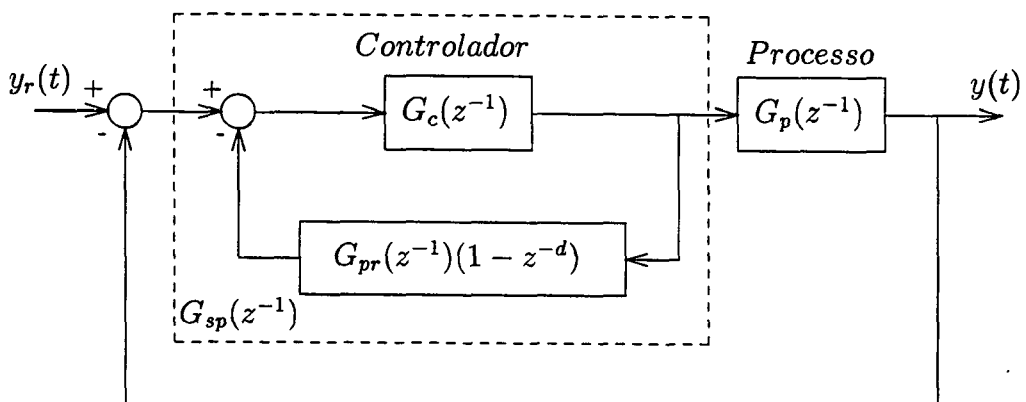 Controlador
Processo
y_r(t)
+
-
+
-
G_c(z^{-1})
G_p(z^{-1})
y(t)
G_{pr}(z^{-1})(1 - z^{-d})
G_{sp}(z^{-1})